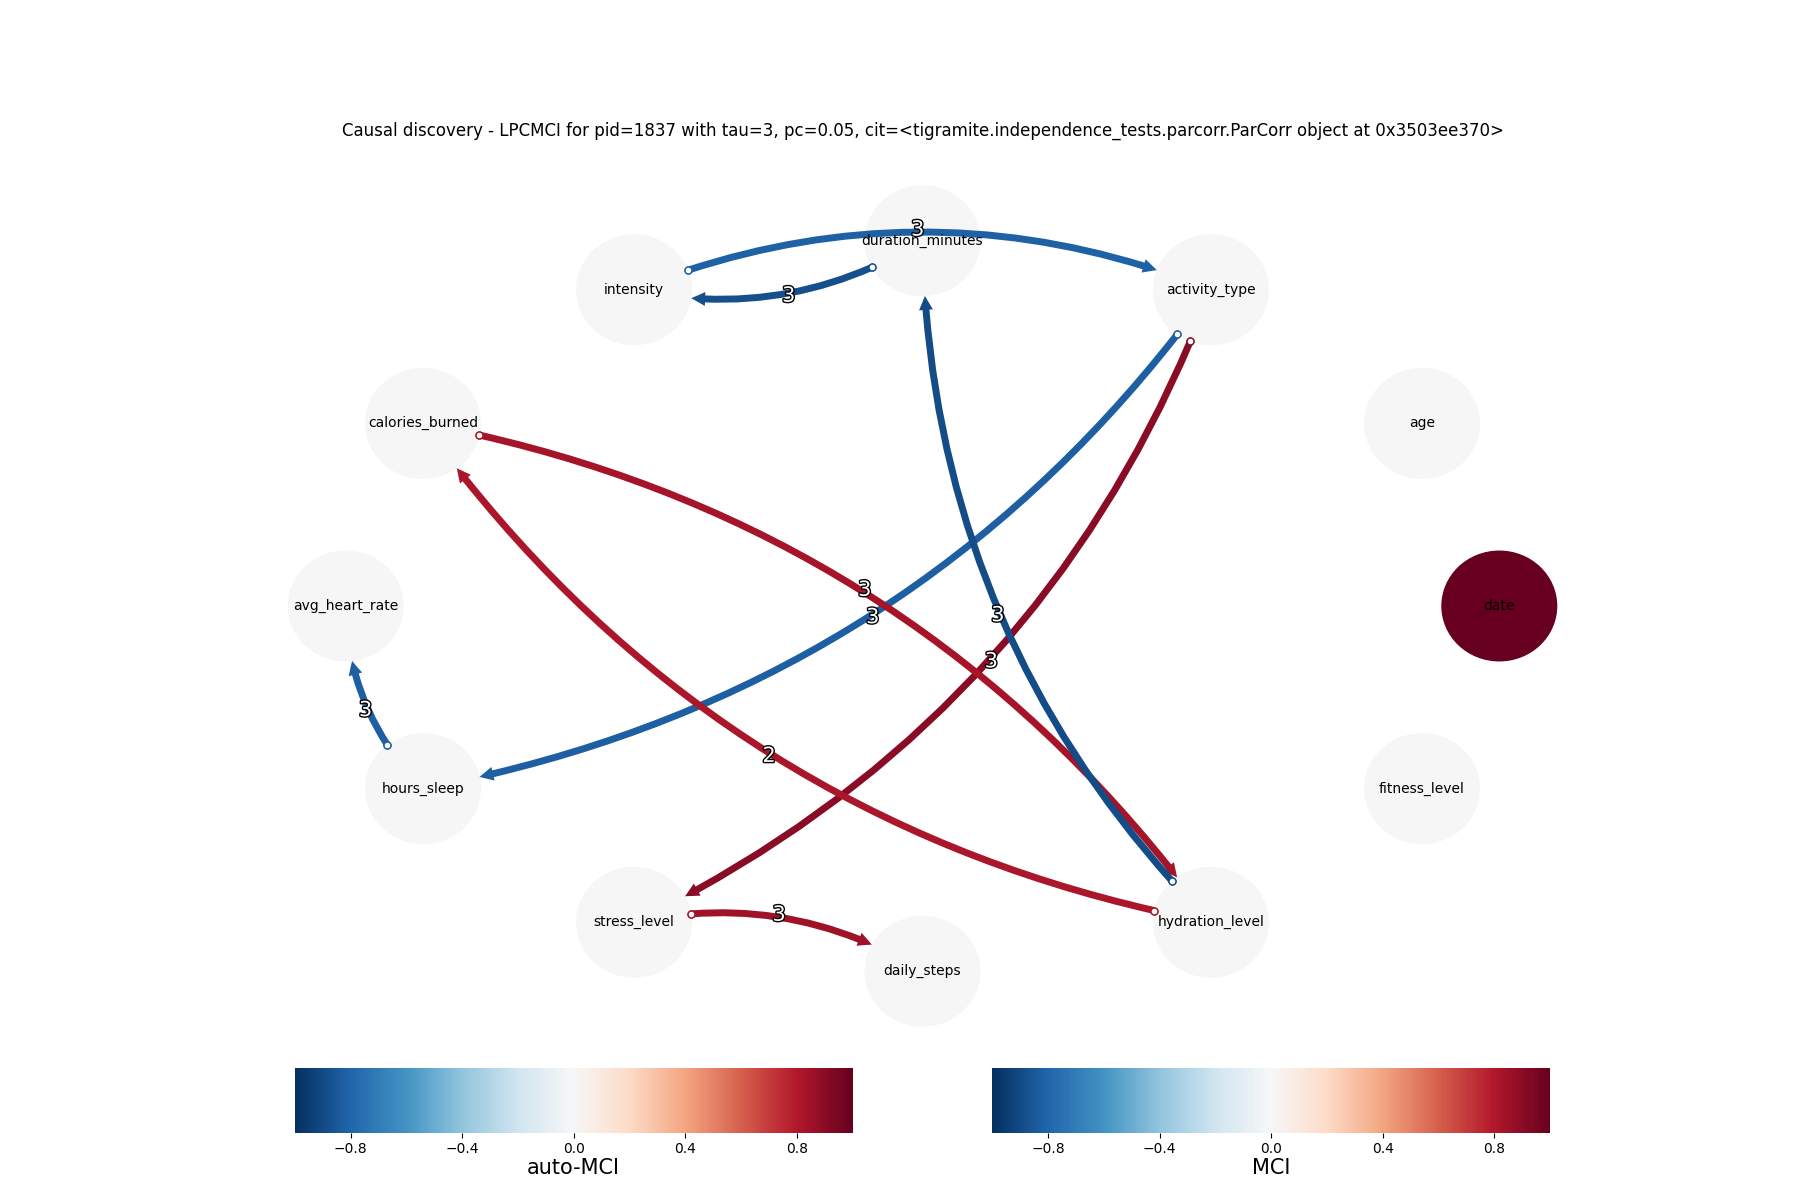 Causal discovery - LPCMCI for pid=1837 with tau=3, pc=0.05, cit=<tigramite.independence_tests.parcorr.ParCorr object at 0x3503ee370>
3
duration_minutes
intensity
3
activity_type
calories_burned
age
3
avg_heart_rate
date
3
3
3
3
2
hours_sleep
fitness_level
3
stress_level
hydration_level
daily_steps
−0.8 −0.4 0.0 0.4 0.8
auto-MCI
−0.8 −0.4 0.0 0.4 0.8
MCI